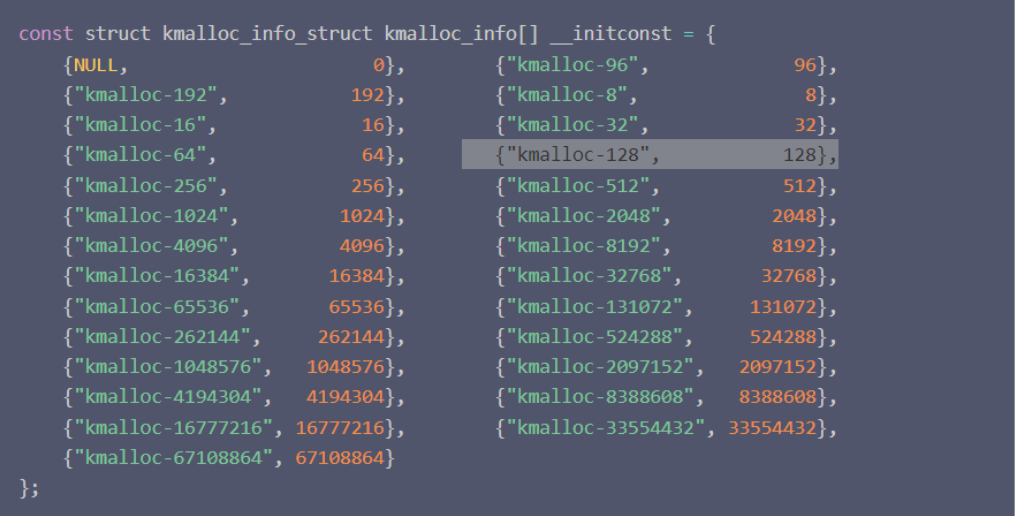 const struct kmalloc_info_struct kmalloc_info[] __initconst = {
    {NULL,                      0},        {"kmalloc-96",             96},
    {"kmalloc-192",           192},        {"kmalloc-8",               8},
    {"kmalloc-16",             16},        {"kmalloc-32",             32},
    {"kmalloc-64",             64},        {"kmalloc-128",           128},
    {"kmalloc-256",           256},        {"kmalloc-512",           512},
    {"kmalloc-1024",         1024},        {"kmalloc-2048",         2048},
    {"kmalloc-4096",         4096},        {"kmalloc-8192",         8192},
    {"kmalloc-16384",       16384},        {"kmalloc-32768",       32768},
    {"kmalloc-65536",       65536},        {"kmalloc-131072",     131072},
    {"kmalloc-262144",     262144},        {"kmalloc-524288",     524288},
    {"kmalloc-1048576",   1048576},        {"kmalloc-2097152",   2097152},
    {"kmalloc-4194304",   4194304},        {"kmalloc-8388608",   8388608},
    {"kmalloc-16777216", 16777216},        {"kmalloc-33554432", 33554432},
    {"kmalloc-67108864", 67108864}
};